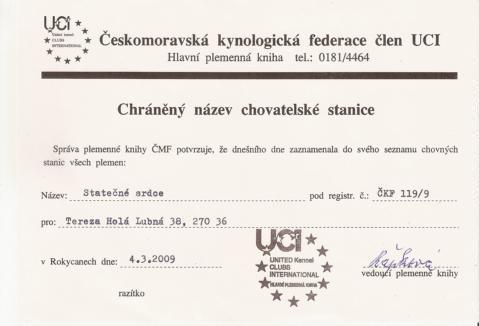 UCI
United Kennel
CLUBS
INTERNATIONAL
Českomoravská kynologická federace člen UCI
Hlavní plemenná kniha tel.: 0181/4464
Chráněný název chovatelské stanice
Správa plemenné knihy ČMF potvrzuje, že dnešního dne zaznamenala do svého seznamu chovných
stanic všech plemen:
Název: Statečné srdce pod registr. č.: ČKF 119/9
pro: Tereza Holá Lubná 38, 270 36
v Rokycanech dne: 4.3.2009
UCI
UNITED Kennel
CLUBS
INTERNATIONAL
HLAVNÍ PLEMENNÁ KNIHA
vedoucí plemenné knihy
razítko